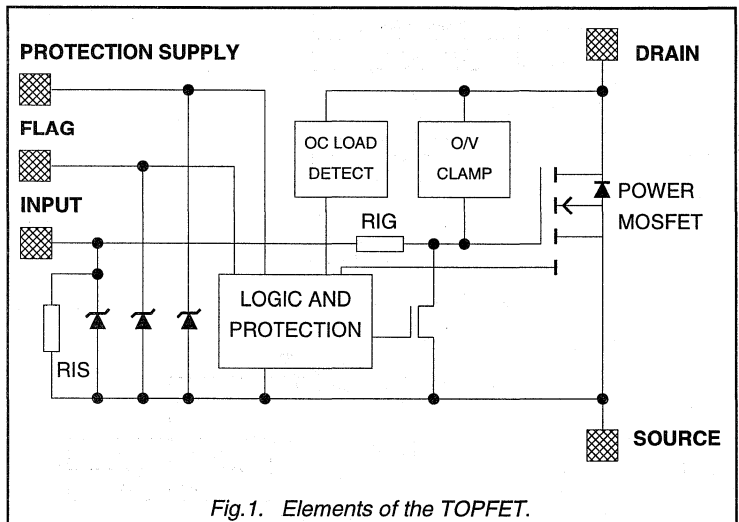 PROTECTION SUPPLY
DRAIN
FLAG
OC LOAD
DETECT
O/V
CLAMP
INPUT
POWER
MOSFET
RIG
LOGIC AND
PROTECTION
RIS
SOURCE
Fig.1. Elements of the TOPFET.